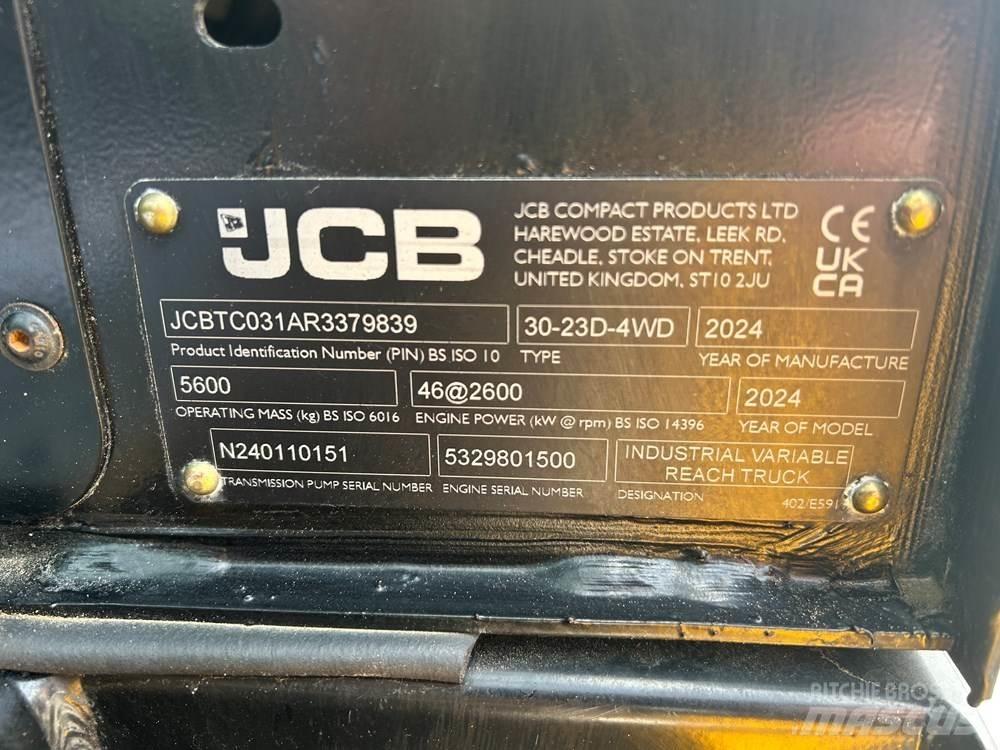 JCB
JCB COMPACT PRODUCTS LTD
HAREWOOD ESTATE, LEEK RD,
CHEADLE, STOKE ON TRENT,
UNITED KINGDOM, ST10 2JU
CE
UK
CA
JCBTC031AR3379839
Product Identification Number (PIN) BS ISO 10
30-23D-4WD
TYPE
2024
YEAR OF MANUFACTURE
5600
OPERATING MASS (kg) BS ISO 6016
46@2600
ENGINE POWER (kW @ rpm) BS ISO 14396
2024
YEAR OF MODEL
N240110151
TRANSMISSION PUMP SERIAL NUMBER
5329801500
ENGINE SERIAL NUMBER
INDUSTRIAL VARIABLE
REACH TRUCK
DESIGNATION
RITCHIE BROS
MASCUS